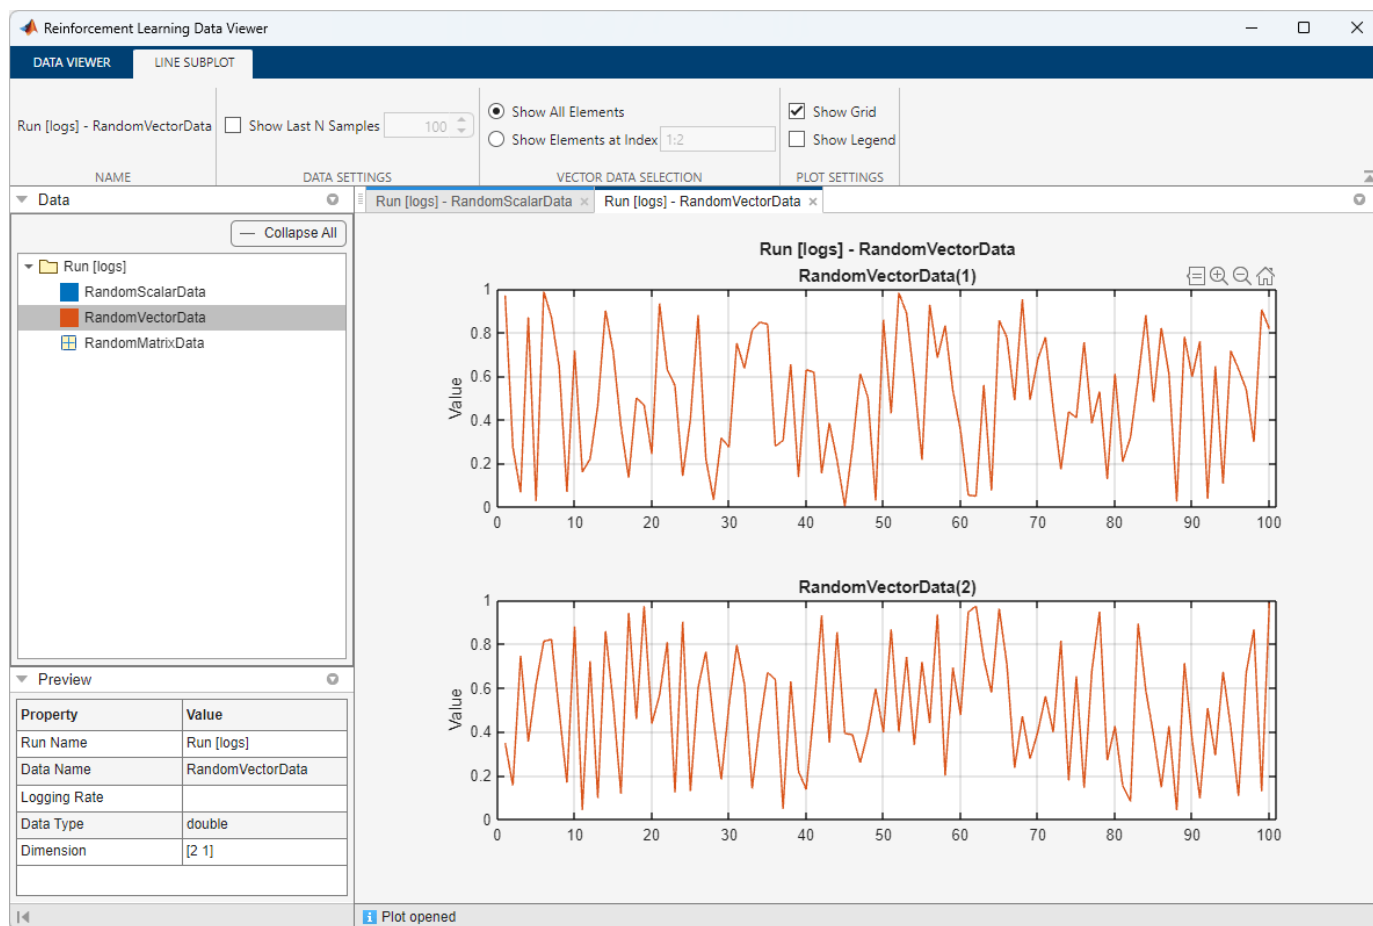 Reinforcement Learning Data Viewer
DATA VIEWER LINE SUBPLOT
Run [logs] - RandomVectorData
NAME
Show Last N Samples 100
DATA SETTINGS
Show All Elements
Show Elements at Index 1:2
VECTOR DATA SELECTION
Show Grid
Show Legend
PLOT SETTINGS
Data
Collapse All
Run [logs]
RandomScalarData
RandomVectorData
RandomMatrixData
Preview
Property Value
Run Name Run [logs]
Data Name RandomVectorData
Logging Rate
Data Type double
Dimension [2 1]
Run [logs] - RandomScalarData × Run [logs] - RandomVectorData ×
Run [logs] - RandomVectorData
RandomVectorData(1)
1
0.8
0.6
0.4
0.2
0
Value
0 10 20 30 40 50 60 70 80 90 100
RandomVectorData(2)
1
0.8
0.6
0.4
0.2
0
Value
0 10 20 30 40 50 60 70 80 90 100
Plot opened